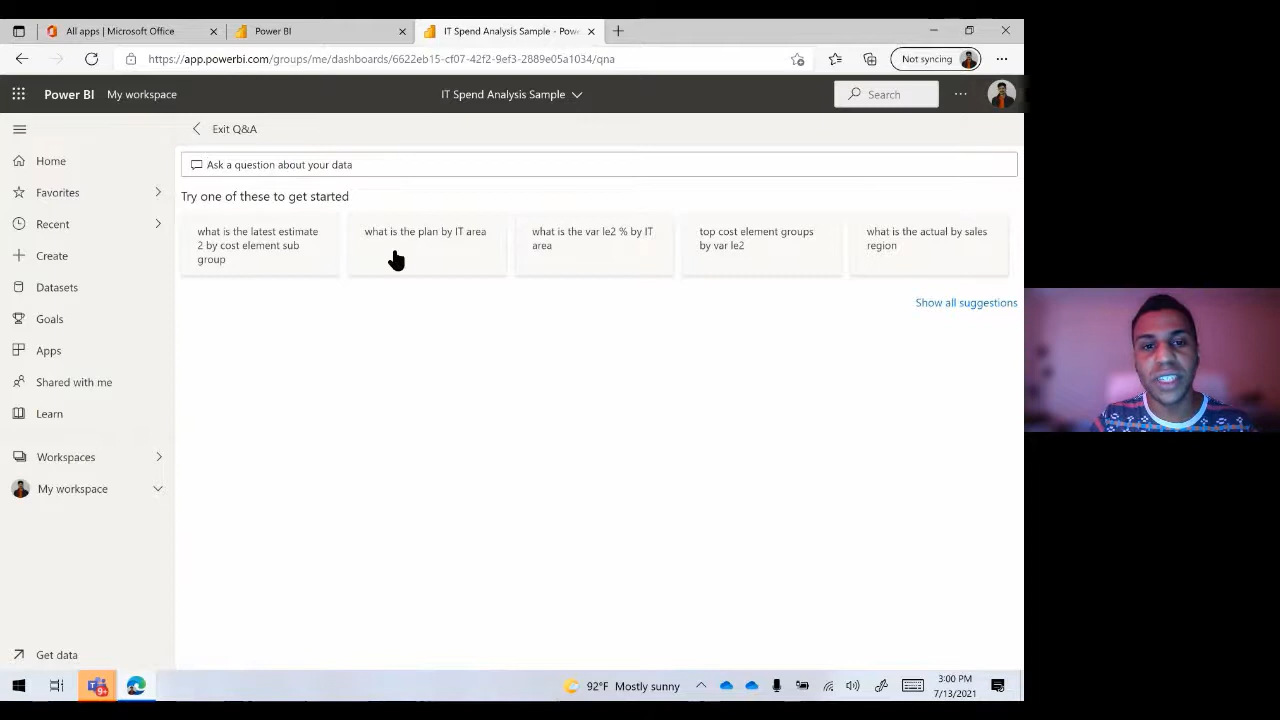 All apps | Microsoft Office
Power BI
IT Spend Analysis Sample - Powe
https://app.powerbi.com/groups/me/dashboards/6622eb15-cf07-42f2-9ef3-2889e05a1034/qna
Not syncing
Power BI My workspace
IT Spend Analysis Sample
Search
Exit Q&A
Ask a question about your data
Try one of these to get started
what is the latest estimate
2 by cost element sub
group
what is the plan by IT area
what is the var le2 % by IT
area
top cost element groups
by var le2
what is the actual by sales
region
Show all suggestions
Home
Favorites
Recent
Create
Datasets
Goals
Apps
Shared with me
Learn
Workspaces
My workspace
Get data
9+
92°F Mostly sunny
3:00 PM
7/13/2021